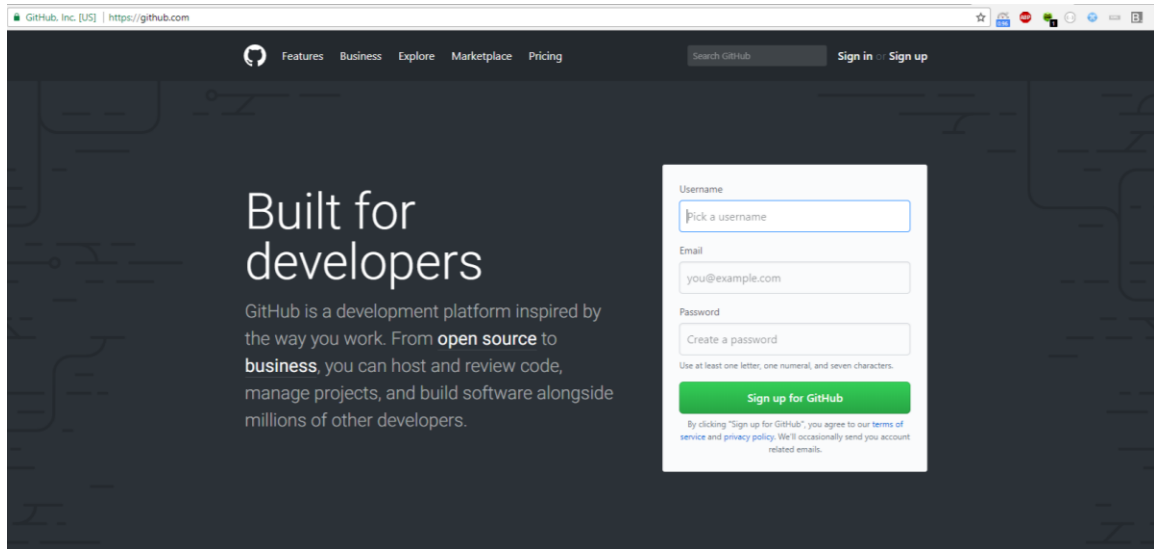 GitHub, Inc. [US] | https://github.com
Features Business Explore Marketplace Pricing
Search GitHub
Sign in or Sign up
Built for
developers
GitHub is a development platform inspired by
the way you work. From open source to
business, you can host and review code,
manage projects, and build software alongside
millions of other developers.
Username
Pick a username
Email
you@example.com
Password
Create a password
Use at least one letter, one numeral, and seven characters.
Sign up for GitHub
By clicking "Sign up for GitHub", you agree to our terms of
service and privacy policy. We'll occasionally send you account
related emails.